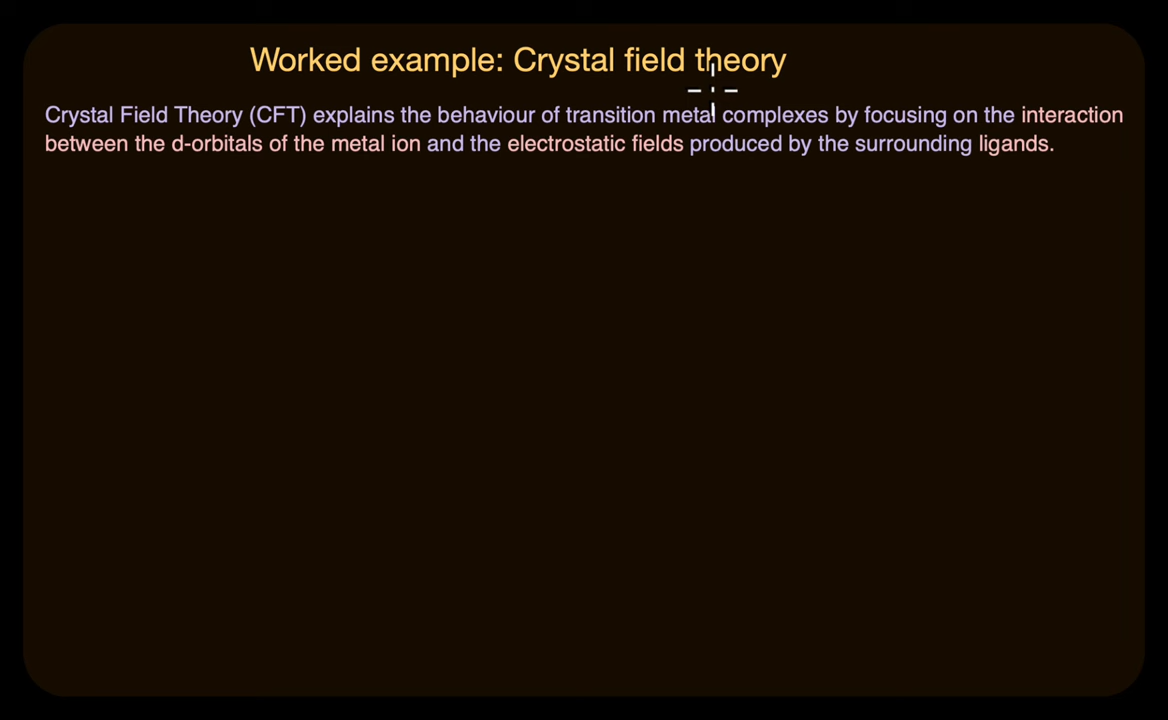 Worked example: Crystal field theory
Crystal Field Theory (CFT) explains the behaviour of transition metal complexes by focusing on the interaction
between the d-orbitals of the metal ion and the electrostatic fields produced by the surrounding ligands.